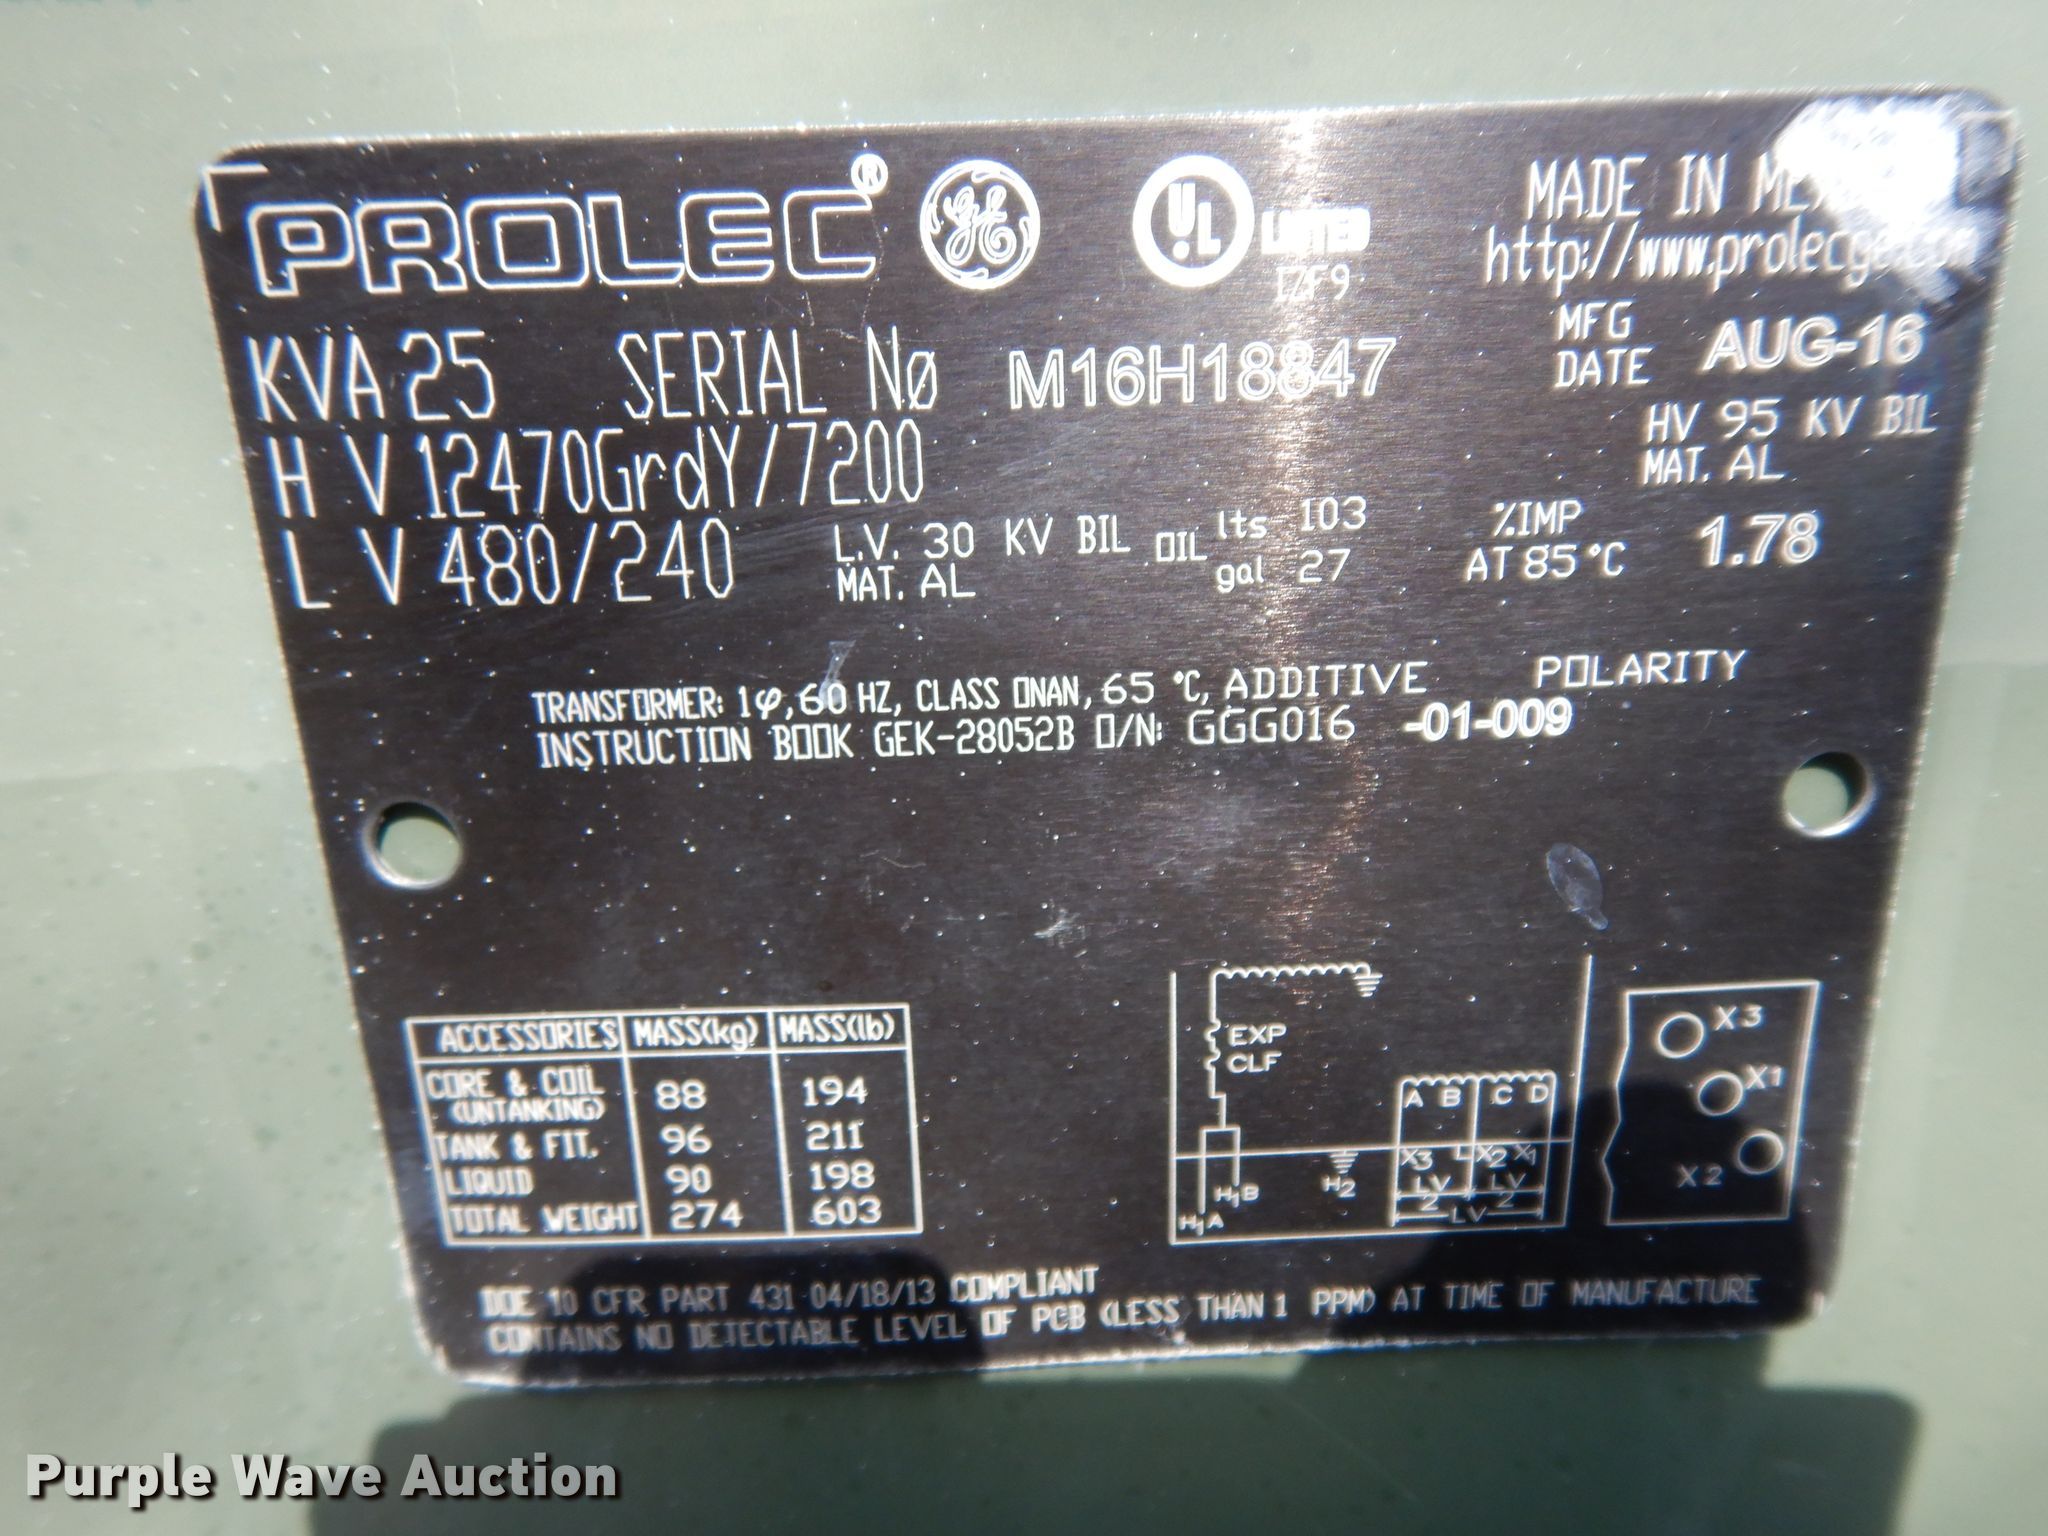 PROLEC® GE UL LISTED MADE IN
IZF9 http://www.prolecge.com
KVA 25 SERIAL Nø M16H18847 MFG DATE AUG-16
H V 12470GrdY/7200 HV 95 KV BIL
MAT. AL
L V 480/240 L.V. 30 KV BIL OIL lts 103 %IMP 1.78
MAT. AL gal 27 AT 85 °C
TRANSFORMER: 1φ, 60 HZ, CLASS ONAN, 65 °C, ADDITIVE POLARITY
INSTRUCTION BOOK GEK-28052B O/N: GGG016 -01-009
ACCESSORIES MASS(kg) MASS(lb)
CORE & COIL (UNTANKING) 88 194
TANK & FIT. 96 211
LIQUID 90 198
TOTAL WEIGHT 274 603
EXP
CLF
A B C D
X3 X2 X1
LV LV
2 2
LV
H1B H2
H1A
X3
X1
X2
DOE 10 CFR PART 431 04/18/13 COMPLIANT
CONTAINS NO DETECTABLE LEVEL OF PCB (LESS THAN 1 PPM) AT TIME OF MANUFACTURE
Purple Wave Auction